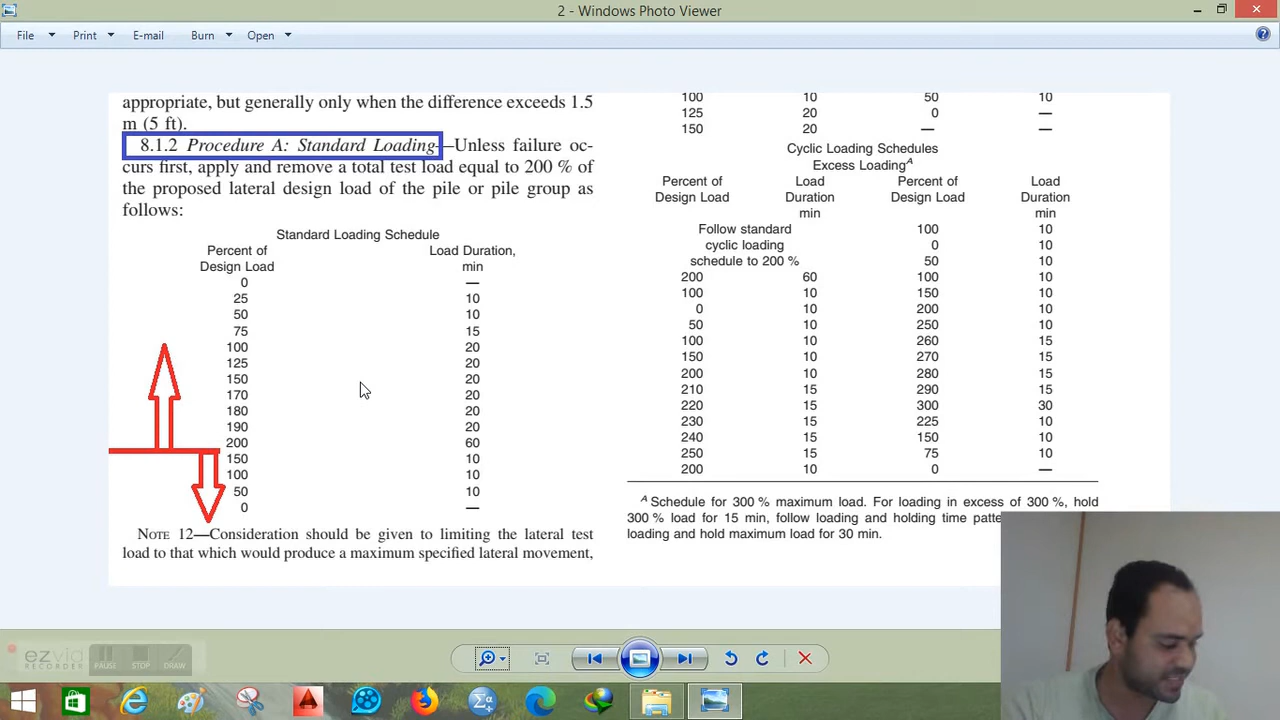 2 - Windows Photo Viewer
File Print E-mail Burn Open
appropriate, but generally only when the difference exceeds 1.5
m (5 ft).
8.1.2 Procedure A: Standard Loading—Unless failure oc-
curs first, apply and remove a total test load equal to 200 % of
the proposed lateral design load of the pile or pile group as
follows:
Standard Loading Schedule
Percent of Load Duration,
Design Load min
0 —
25 10
50 10
75 15
100 20
125 20
150 20
170 20
180 20
190 20
200 60
150 10
100 10
50 10
0 —
NOTE 12—Consideration should be given to limiting the lateral test
load to that which would produce a maximum specified lateral movement,
100 10 50 10
125 20 0 —
150 20 — —
Cyclic Loading Schedules
Excess LoadingA
Percent of Load Percent of Load
Design Load Duration Design Load Duration
min min
Follow standard 100 10
cyclic loading 0 10
schedule to 200 % 50 10
200 60 100 10
100 10 150 10
0 10 200 10
50 10 250 10
100 10 260 15
150 10 270 15
200 10 280 15
210 15 290 15
220 15 300 30
230 15 225 10
240 15 150 10
250 15 75 10
200 10 0 —
A Schedule for 300 % maximum load. For loading in excess of 300 %, hold
300 % load for 15 min, follow loading and holding time
loading and hold maximum load for 30 min.
ezvid
RECORDER
PAUSE STOP DRAW